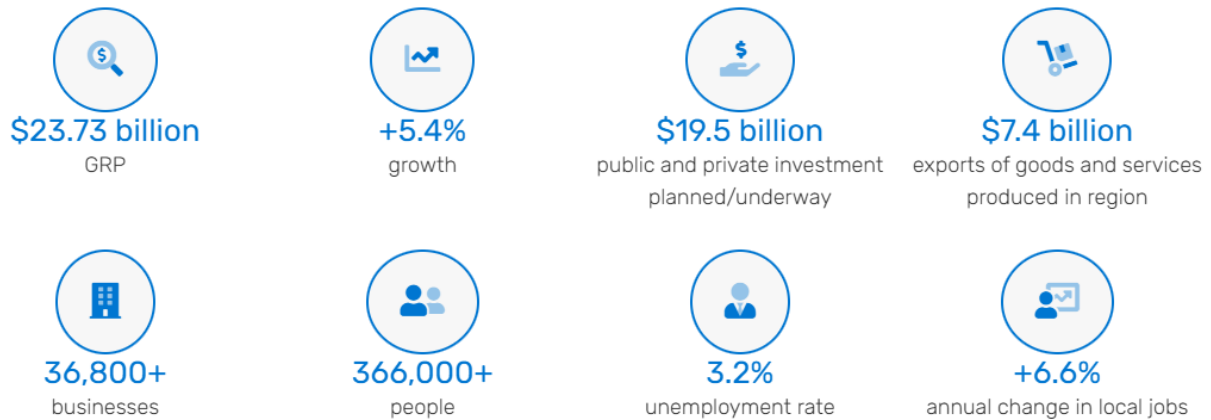 $23.73 billion
GRP
+5.4%
growth
$19.5 billion
public and private investment
planned/underway
$7.4 billion
exports of goods and services
produced in region
36,800+
businesses
366,000+
people
3.2%
unemployment rate
+6.6%
annual change in local jobs